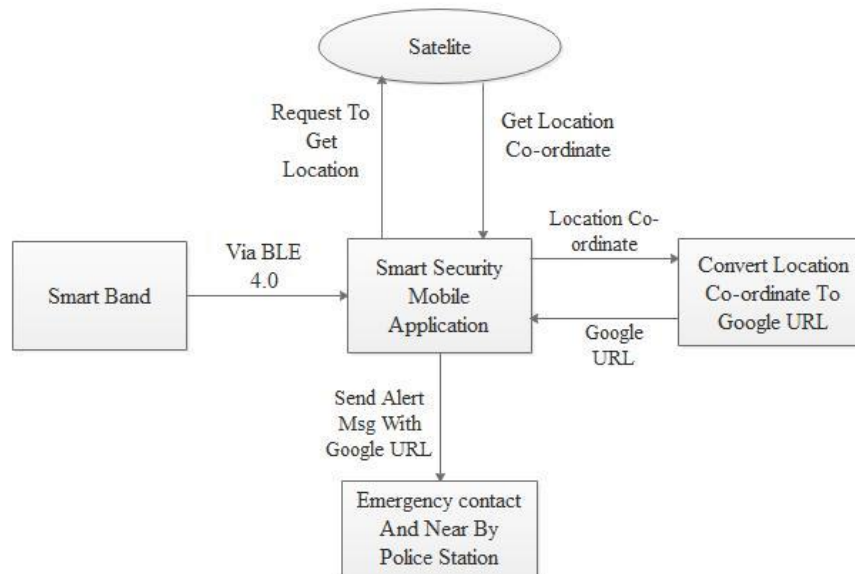 Satelite
Request To
Get
Location
Get Location
Co-ordinate
Smart Band
Via BLE
4.0
Smart Security
Mobile
Application
Location Co-
ordinate
Google
URL
Convert Location
Co-ordinate To
Google URL
Send Alert
Msg With
Google URL
Emergency contact
And Near By
Police Station